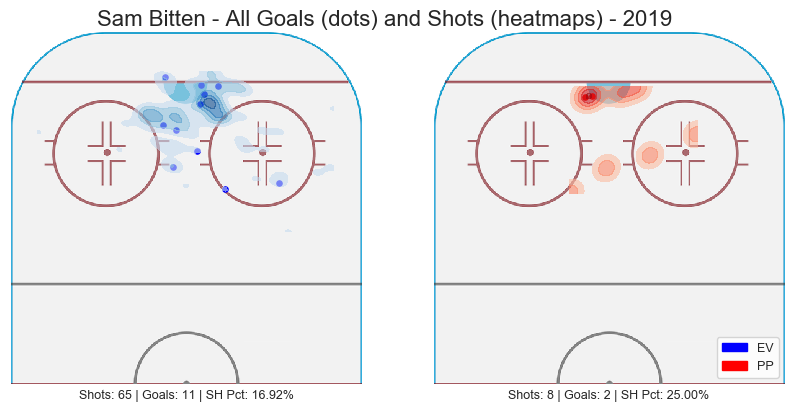 Sam Bitten - All Goals (dots) and Shots (heatmaps) - 2019
EV
PP
Shots: 65 | Goals: 11 | SH Pct: 16.92%
Shots: 8 | Goals: 2 | SH Pct: 25.00%